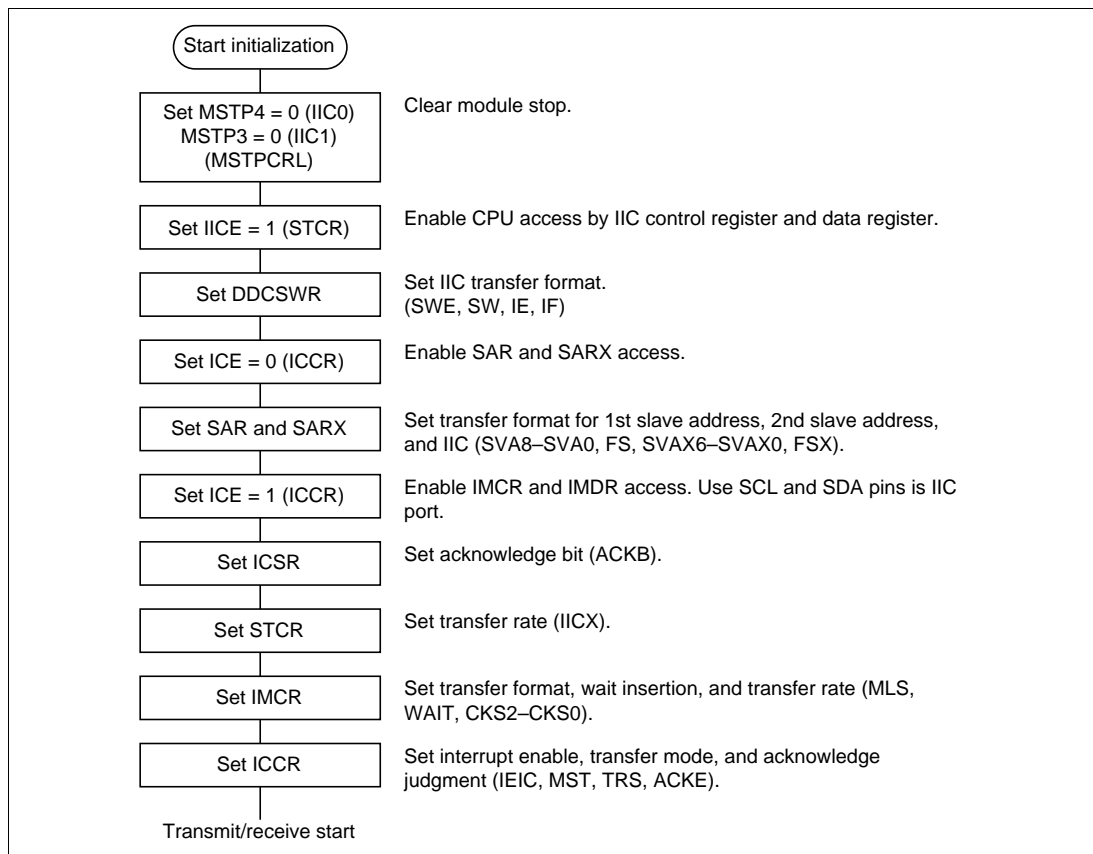 Start initialization
Set MSTP4 = 0 (IIC0)
MSTP3 = 0 (IIC1)
(MSTPCRL)
Clear module stop.
Set IICE = 1 (STCR)
Enable CPU access by IIC control register and data register.
Set DDCSWR
Set IIC transfer format.
(SWE, SW, IE, IF)
Set ICE = 0 (ICCR)
Enable SAR and SARX access.
Set SAR and SARX
Set transfer format for 1st slave address, 2nd slave address,
and IIC (SVA8–SVA0, FS, SVAX6–SVAX0, FSX).
Set ICE = 1 (ICCR)
Enable IMCR and IMDR access. Use SCL and SDA pins is IIC
port.
Set ICSR
Set acknowledge bit (ACKB).
Set STCR
Set transfer rate (IICX).
Set IMCR
Set transfer format, wait insertion, and transfer rate (MLS,
WAIT, CKS2–CKS0).
Set ICCR
Set interrupt enable, transfer mode, and acknowledge
judgment (IEIC, MST, TRS, ACKE).
Transmit/receive start